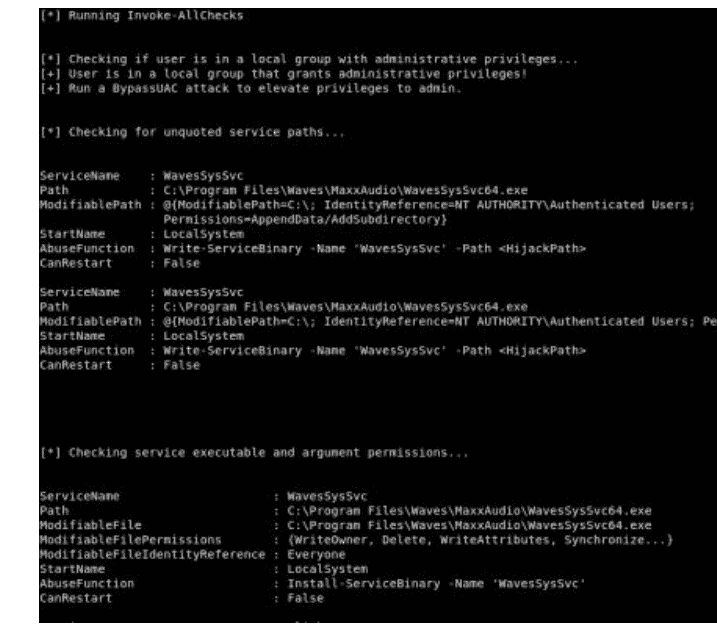 [*] Running Invoke-AllChecks
[*] Checking if user is in a local group with administrative privileges...
[+] User is in a local group that grants administrative privileges!
[+] Run a BypassUAC attack to elevate privileges to admin.
[*] Checking for unquoted service paths...
ServiceName    : WavesSysSvc
Path           : C:\Program Files\Waves\MaxxAudio\WavesSysSvc64.exe
ModifiablePath : @{ModifiablePath=C:\; IdentityReference=NT AUTHORITY\Authenticated Users;
                 Permissions=AppendData/AddSubdirectory}
StartName      : LocalSystem
AbuseFunction  : Write-ServiceBinary -Name 'WavesSysSvc' -Path <HijackPath>
CanRestart     : False
ServiceName    : WavesSysSvc
Path           : C:\Program Files\Waves\MaxxAudio\WavesSysSvc64.exe
ModifiablePath : @{ModifiablePath=C:\; IdentityReference=NT AUTHORITY\Authenticated Users; Pe
StartName      : LocalSystem
AbuseFunction  : Write-ServiceBinary -Name 'WavesSysSvc' -Path <HijackPath>
CanRestart     : False
[*] Checking service executable and argument permissions...
ServiceName                     : WavesSysSvc
Path                            : C:\Program Files\Waves\MaxxAudio\WavesSysSvc64.exe
ModifiableFile                  : C:\Program Files\Waves\MaxxAudio\WavesSysSvc64.exe
ModifiableFilePermissions       : {WriteOwner, Delete, WriteAttributes, Synchronize...}
ModifiableFileIdentityReference : Everyone
StartName                       : LocalSystem
AbuseFunction                   : Install-ServiceBinary -Name 'WavesSysSvc'
CanRestart                      : False